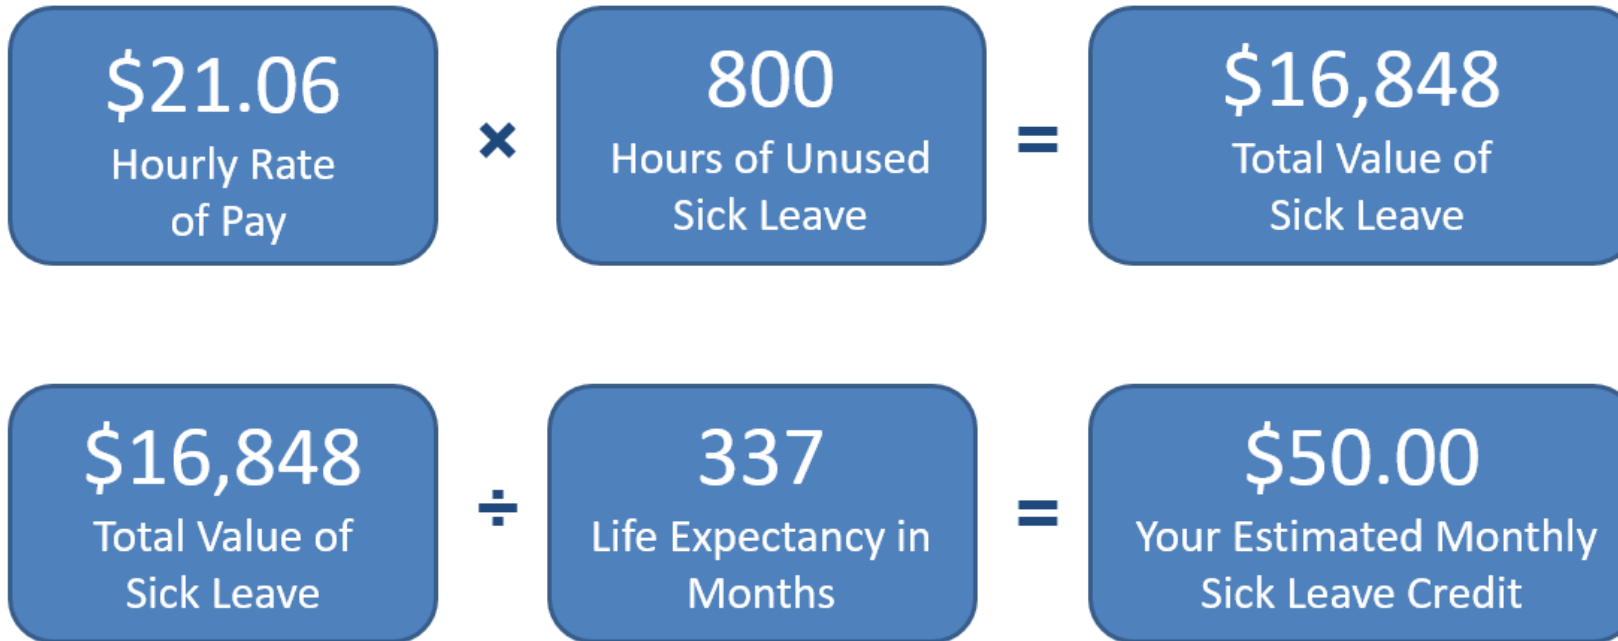 $21.06
Hourly Rate
of Pay
×
800
Hours of Unused
Sick Leave
=
$16,848
Total Value of
Sick Leave
$16,848
Total Value of
Sick Leave
÷
337
Life Expectancy in
Months
=
$50.00
Your Estimated Monthly
Sick Leave Credit